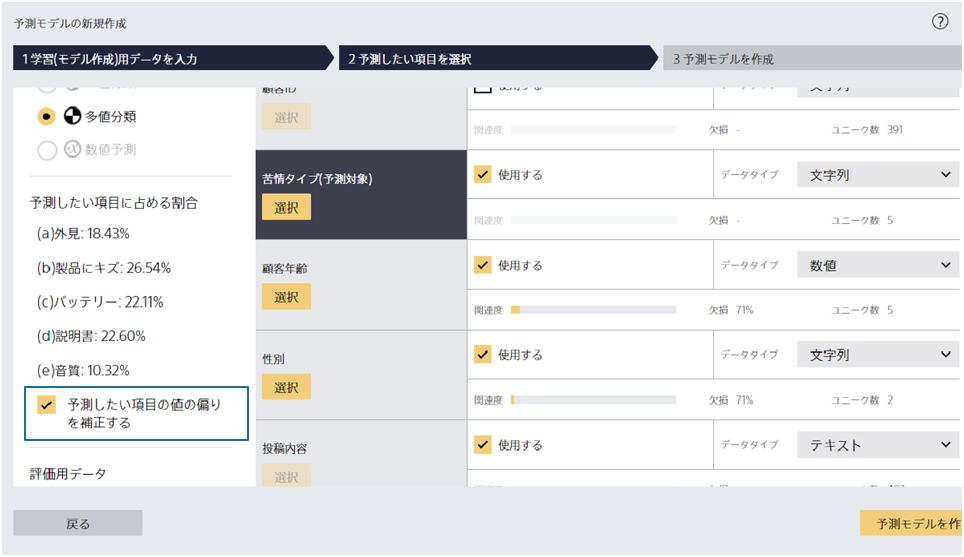 予測モデルの新規作成
?
1 学習(モデル作成)用データを入力
2 予測したい項目を選択
3 予測モデルを作成
多値分類
数値予測
予測したい項目に占める割合
(a)外見: 18.43%
(b)製品にキズ: 26.54%
(c)バッテリー: 22.11%
(d)説明書: 22.60%
(e)音質: 10.32%
予測したい項目の値の偏り
を補正する
評価用データ
顧客ID
選択
使用する
文字列
関連度
欠損 -
ユニーク数 391
苦情タイプ(予測対象)
選択
使用する
データタイプ
文字列
関連度
欠損 -
ユニーク数 5
顧客年齢
選択
使用する
データタイプ
数値
関連度
欠損 71%
ユニーク数 5
性別
選択
使用する
データタイプ
文字列
関連度
欠損 71%
ユニーク数 2
投稿内容
選択
使用する
データタイプ
テキスト
戻る
予測モデルを作